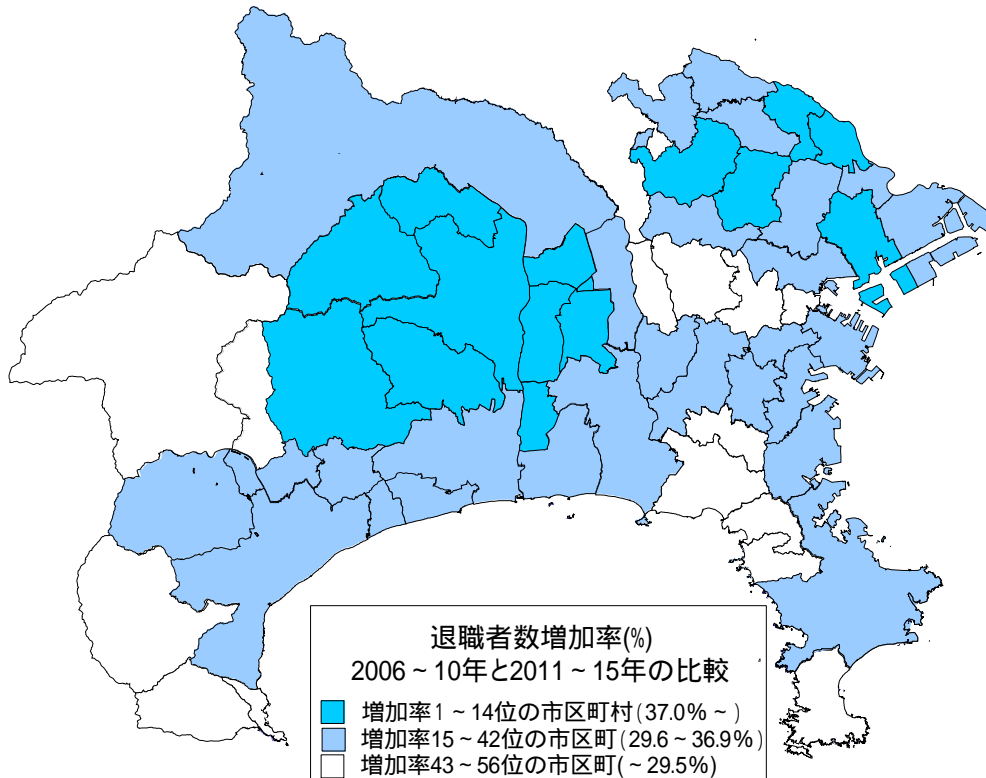 退職者数増加率(%)
2006～10年と2011～15年の比較
増加率1～14位の市区町村(37.0%～)
増加率15～42位の市区町(29.6～36.9%)
増加率43～56位の市区町(～29.5%)